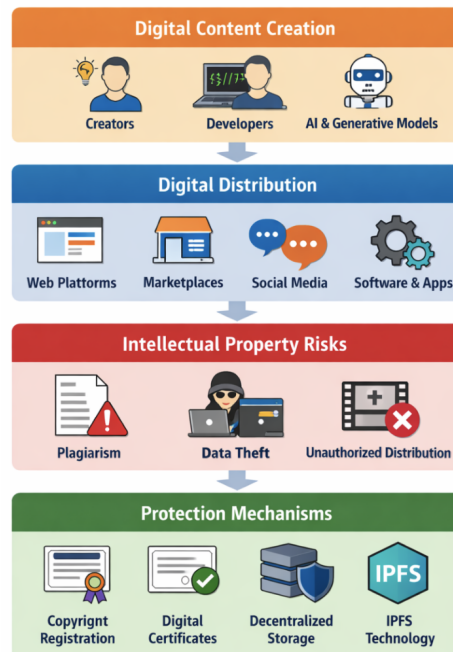 Digital Content Creation
Creators
Developers
AI & Generative Models
Digital Distribution
Web Plattorms
Marketplaces
Social Media
Software & Apps
Intellectual Property Risks
Plagiarism
Data Theft
Unauthorized Distribution
Protection Mechanisms
IPFS
Copyrignt
Registration
Digital
Certificates
Decentralized
Storage
IPFS
Technology